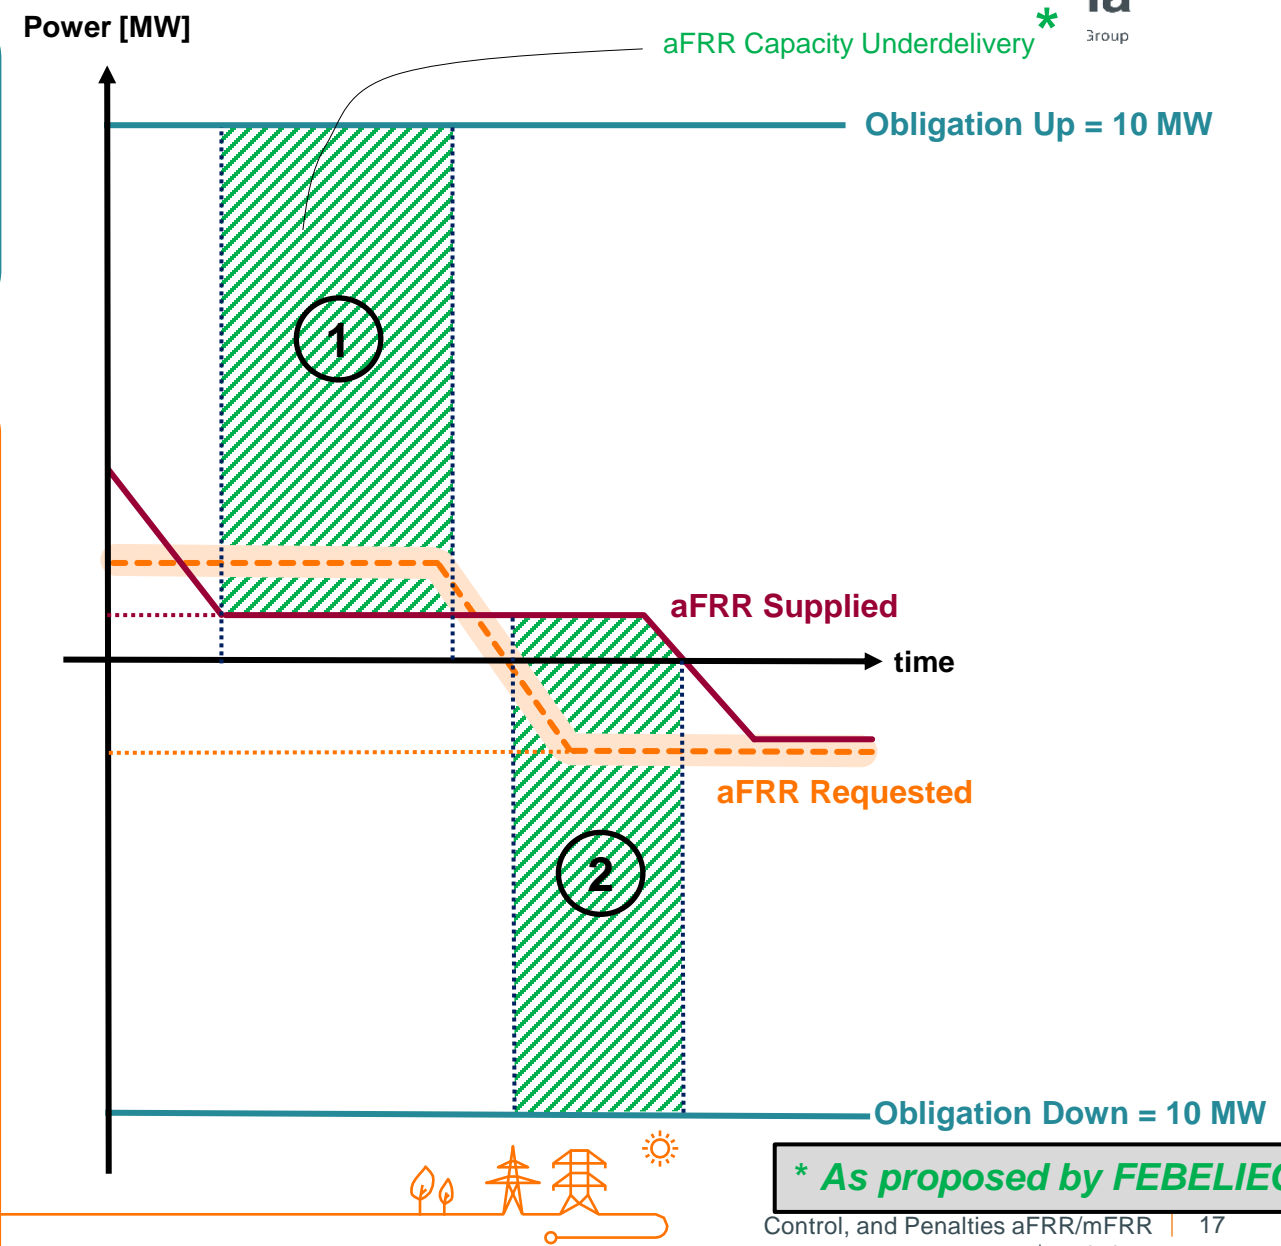 Power [MW]
Group
aFRR Capacity Underdelivery*
Obligation Up = 10 MW
1
aFRR Supplied
time
aFRR Requested
2
Obligation Down = 10 MW
* As proposed by FEBELIEC
Control, and Penalties aFRR/mFRR | 17